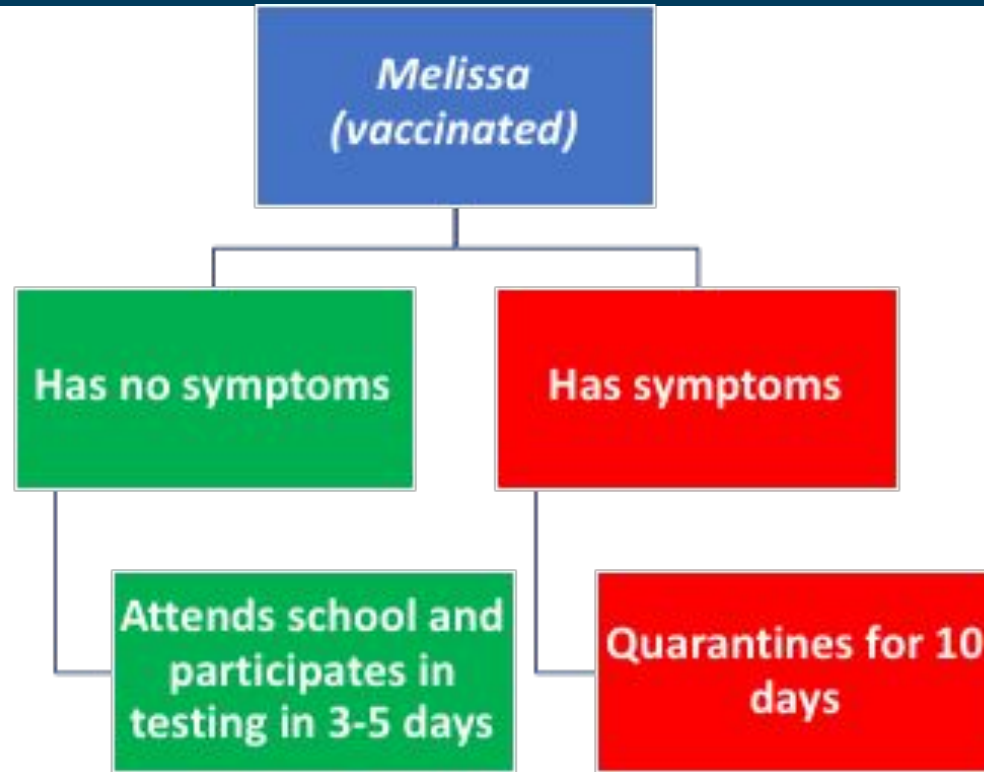 Melissa
(vaccinated)
Has no symptoms
Has symptoms
Attends school and
participates in
testing in 3-5 days
Quarantines for 10
days